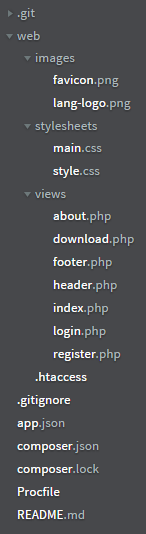 .git
web
images
favicon.png
lang-logo.png
stylesheets
main.css
style.css
views
about.php
download.php
footer.php
header.php
index.php
login.php
register.php
.htaccess
.gitignore
app.json
composer.json
composer.lock
Procfile
README.md